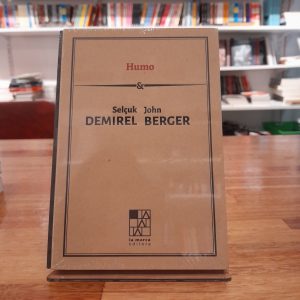 Humo
&
Selçuk John
DEMIREL BERGER
la marca
editora